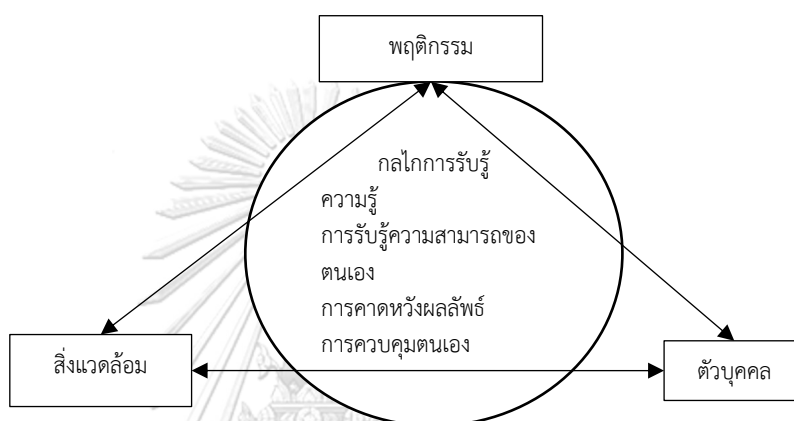 พฤติกรรม
กลไกการรับรู้
ความรู้
การรับรู้ความสามารถของ
ตนเอง
การคาดหวังผลลัพธ์
การควบคุมตนเอง
สิ่งแวดล้อม
ตัวบุคคล